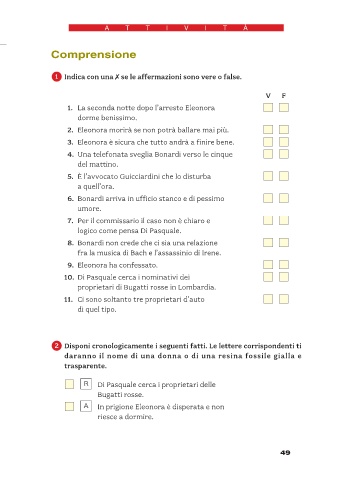 ATTIVITÀ
Comprensione
1 Indica con una ✗ se le affermazioni sono vere o false.
V F
1. La seconda notte dopo l'arresto Eleonora
dorme benissimo.
2. Eleonora morirà se non potrà ballare mai più.
3. Eleonora è sicura che tutto andrà a finire bene.
4. Una telefonata sveglia Bonardi verso le cinque
del mattino.
5. È l'avvocato Guicciardini che lo disturba
a quell'ora.
6. Bonardi arriva in ufficio stanco e di pessimo
umore.
7. Per il commissario il caso non è chiaro e
logico come pensa Di Pasquale.
8. Bonardi non crede che ci sia una relazione
fra la musica di Bach e l'assassinio di Irene.
9. Eleonora ha confessato.
10. Di Pasquale cerca i nominativi dei
proprietari di Bugatti rosse in Lombardia.
11. Ci sono soltanto tre proprietari d'auto
di quel tipo.
2 Disponi cronologicamente i seguenti fatti. Le lettere corrispondenti ti
daranno il nome di una donna o di una resina fossile gialla e
trasparente.
R Di Pasquale cerca i proprietari delle
Bugatti rosse.
A In prigione Eleonora è disperata e non
riesce a dormire.
49